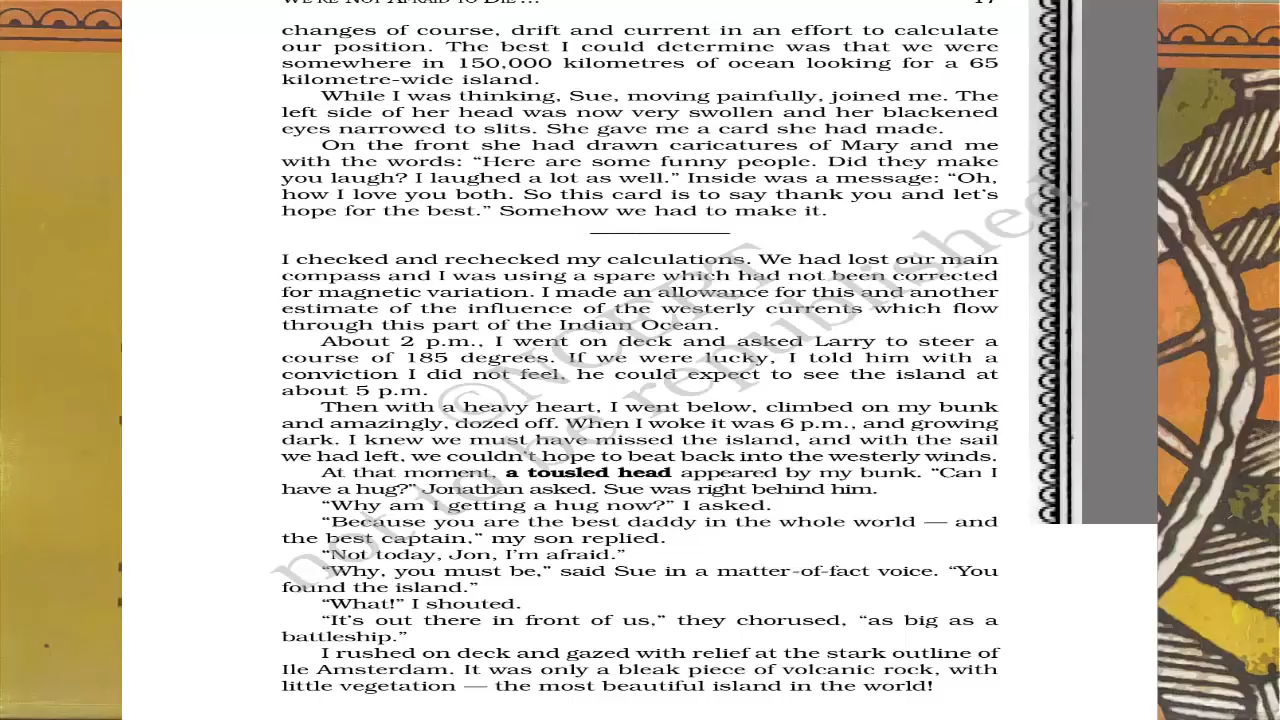 WE'RE NOT AFRAID TO DIE... 17
changes of course, drift and current in an effort to calculate
our position. The best I could determine was that we were
somewhere in 150,000 kilometres of ocean looking for a 65
kilometre-wide island.
While I was thinking, Sue, moving painfully, joined me. The
left side of her head was now very swollen and her blackened
eyes narrowed to slits. She gave me a card she had made.
On the front she had drawn caricatures of Mary and me
with the words: “Here are some funny people. Did they make
you laugh? I laughed a lot as well.” Inside was a message: “Oh,
how I love you both. So this card is to say thank you and let’s
hope for the best.” Somehow we had to make it.
I checked and rechecked my calculations. We had lost our main
compass and I was using a spare which had not been corrected
for magnetic variation. I made an allowance for this and another
estimate of the influence of the westerly currents which flow
through this part of the Indian Ocean.
About 2 p.m., I went on deck and asked Larry to steer a
course of 185 degrees. If we were lucky, I told him with a
conviction I did not feel, he could expect to see the island at
about 5 p.m.
Then with a heavy heart, I went below, climbed on my bunk
and amazingly, dozed off. When I woke it was 6 p.m., and growing
dark. I knew we must have missed the island, and with the sail
we had left, we couldn’t hope to beat back into the westerly winds.
At that moment, a tousled head appeared by my bunk. “Can I
have a hug?” Jonathan asked. Sue was right behind him.
“Why am I getting a hug now?” I asked.
“Because you are the best daddy in the whole world — and
the best captain,” my son replied.
“Not today, Jon, I’m afraid.”
“Why, you must be,” said Sue in a matter-of-fact voice. “You
found the island.”
“What!” I shouted.
“It’s out there in front of us,” they chorused, “as big as a
battleship.”
I rushed on deck and gazed with relief at the stark outline of
Ile Amsterdam. It was only a bleak piece of volcanic rock, with
little vegetation — the most beautiful island in the world!
©NCERT
not to be republished